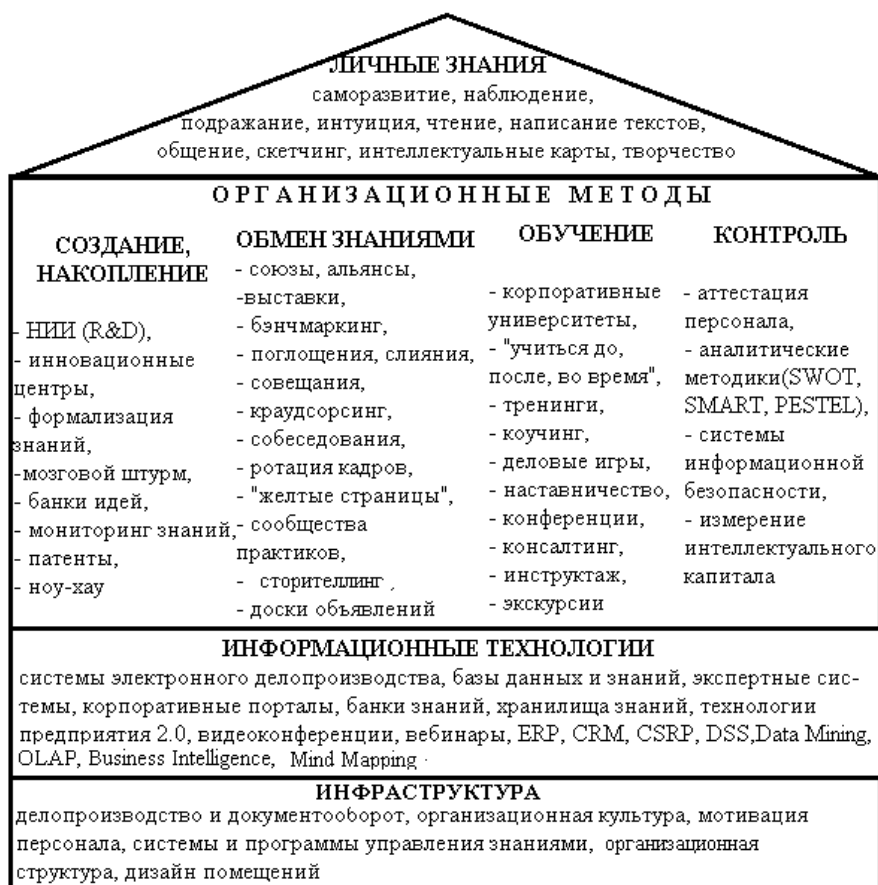 ЛИЧНЫЕ ЗНАНИЯ
саморазвитие, наблюдение,
подражание, интуиция, чтение, написание текстов,
общение, скетчинг, интеллектуальные карты, творчество
ОРГАНИЗАЦИОННЫЕ МЕТОДЫ
СОЗДАНИЕ,
НАКОПЛЕНИЕ
- НИИ (R&D),
- инновационные
центры,
- формализация
знаний,
-мозговой штурм,
- банки идей,
- мониторинг знаний,
- патенты,
- ноу-хау
ОБМЕН ЗНАНИЯМИ
- союзы, альянсы,
-выставки,
- бэнчмаркинг,
- поглощения, слияния,
- совещания,
- краудсорсинг,
- собеседования,
- ротация кадров,
- "желтые страницы",
- сообщества
практиков,
- сторителлинг,
- доски объявлений
ОБУЧЕНИЕ
- корпоративные
университеты,
- "учиться до,
после, во время",
- тренинги,
- коучинг,
- деловые игры,
- наставничество,
- конференции,
- консалтинг,
- инструктаж,
- экскурсии
КОНТРОЛЬ
- аттестация
персонала,
- аналитические
методики(SWOT,
SMART, PESTEL),
- системы
информационной
безопасности,
- измерение
интеллектуального
капитала
ИНФОРМАЦИОННЫЕ ТЕХНОЛОГИИ
системы электронного делопроизводства, базы данных и знаний, экспертные сис-
темы, корпоративные порталы, банки знаний, хранилища знаний, технологии
предприятия 2.0, видеоконференции, вебинары, ERP, CRM, CSRP, DSS,Data Mining,
OLAP, Business Intelligence, Mind Mapping
ИНФРАСТРУКТУРА
делопроизводство и документооборот, организационная культура, мотивация
персонала, системы и программы управления знаниями, организационная
структура, дизайн помещений